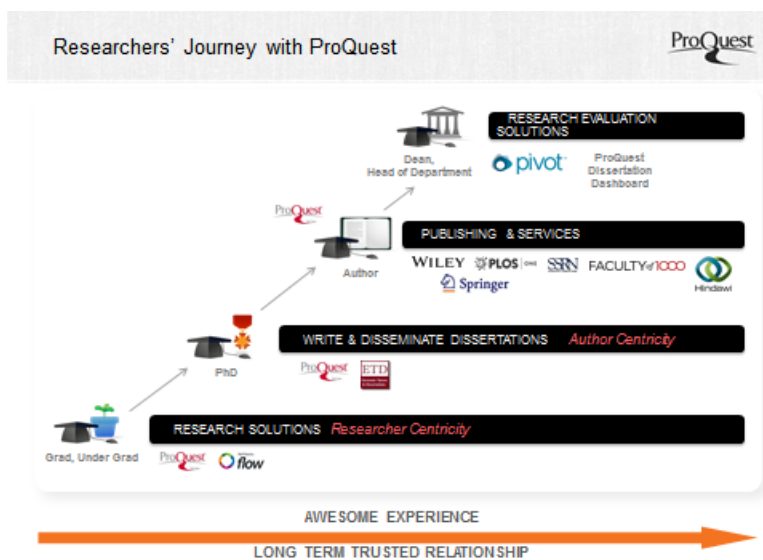 Researchers' Journey with ProQuest
ProQuest
RESEARCH EVALUATION
SOLUTIONS
Dean,
Head of Department
pivot
ProQuest
Dissertation
Dashboard
ProQuest
Author
PUBLISHING & SERVICES
WILEY
PLOS ONE
SSRN
FACULTY of 1000
Hindawi
Springer
PhD
WRITE & DISSEMINATE DISSERTATIONS Author Centricity
ProQuest
ETD
Grad, Under Grad
RESEARCH SOLUTIONS Researcher Centricity
ProQuest
flow
AWESOME EXPERIENCE
LONG TERM TRUSTED RELATIONSHIP